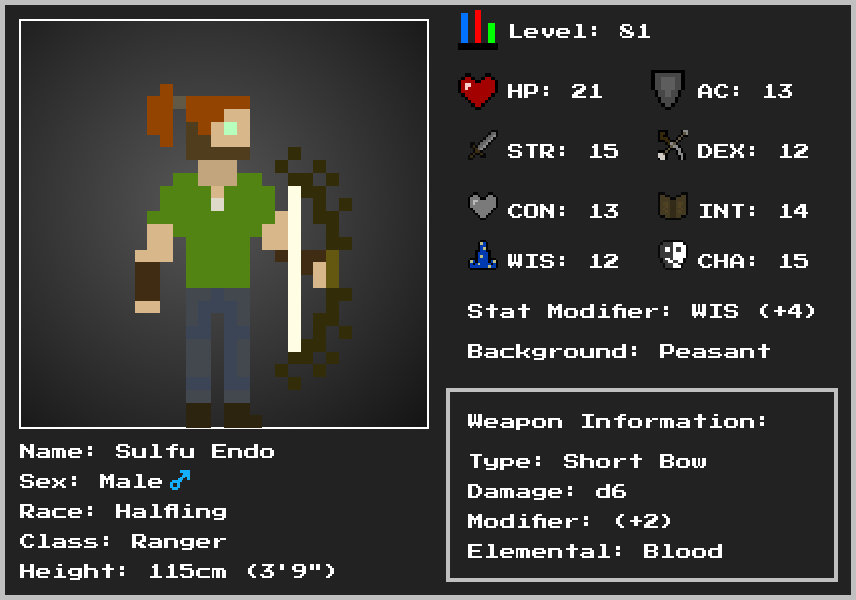 Level: 81
HP: 21 AC: 13
STR: 15 DEX: 12
CON: 13 INT: 14
WIS: 12 CHA: 15
Stat Modifier: WIS (+4)
Background: Peasant
Weapon Information:
Type: Short Bow
Damage: d6
Modifier: (+2)
Elemental: Blood
Name: Sulfu Endo
Sex: Male ♂
Race: Halfling
Class: Ranger
Height: 115cm (3'9")